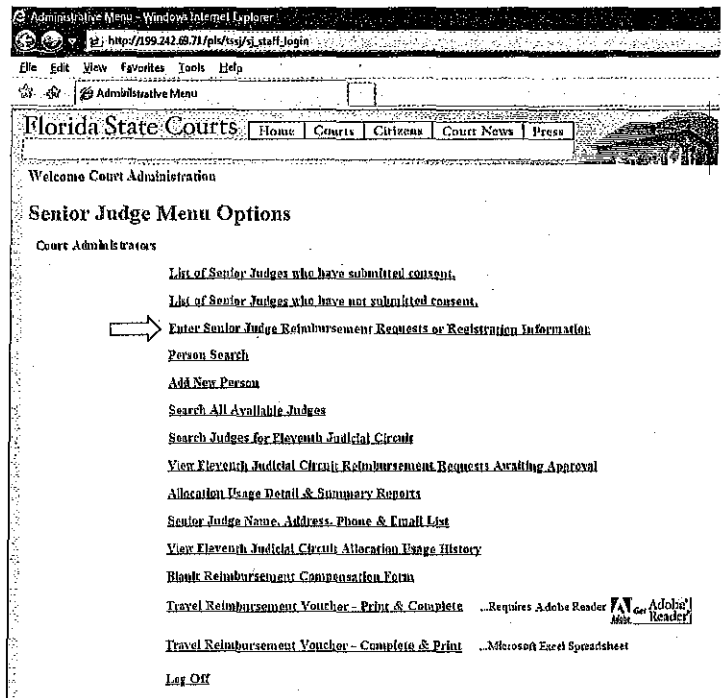 Administrative Menu - Windows Internet Explorer
http://199.242.69.71/pls/tssj/sj_staff_login
File Edit View Favorites Tools Help
Administrative Menu
Florida State Courts Home Courts Citizens Court News Press
Welcome Court Administration
Senior Judge Menu Options
Court Administrators
List of Senior Judges who have submitted consent.
List of Senior Judges who have not submitted consent.
Enter Senior Judge Reimbursement Requests or Registration Information
Person Search
Add New Person
Search All Available Judges
Search Judges for Eleventh Judicial Circuit
View Eleventh Judicial Circuit Reimbursement Requests Awaiting Approval
Allocation Usage Detail & Summary Reports
Senior Judge Name, Address, Phone & Email List
View Eleventh Judicial Circuit Allocation Usage History
Blank Reimbursement Compensation Form
Travel Reimbursement Voucher - Print & Complete ...Requires Adobe Reader Adobe Get Adobe Reader
Travel Reimbursement Voucher - Complete & Print ...Microsoft Excel Spreadsheet
Log Off